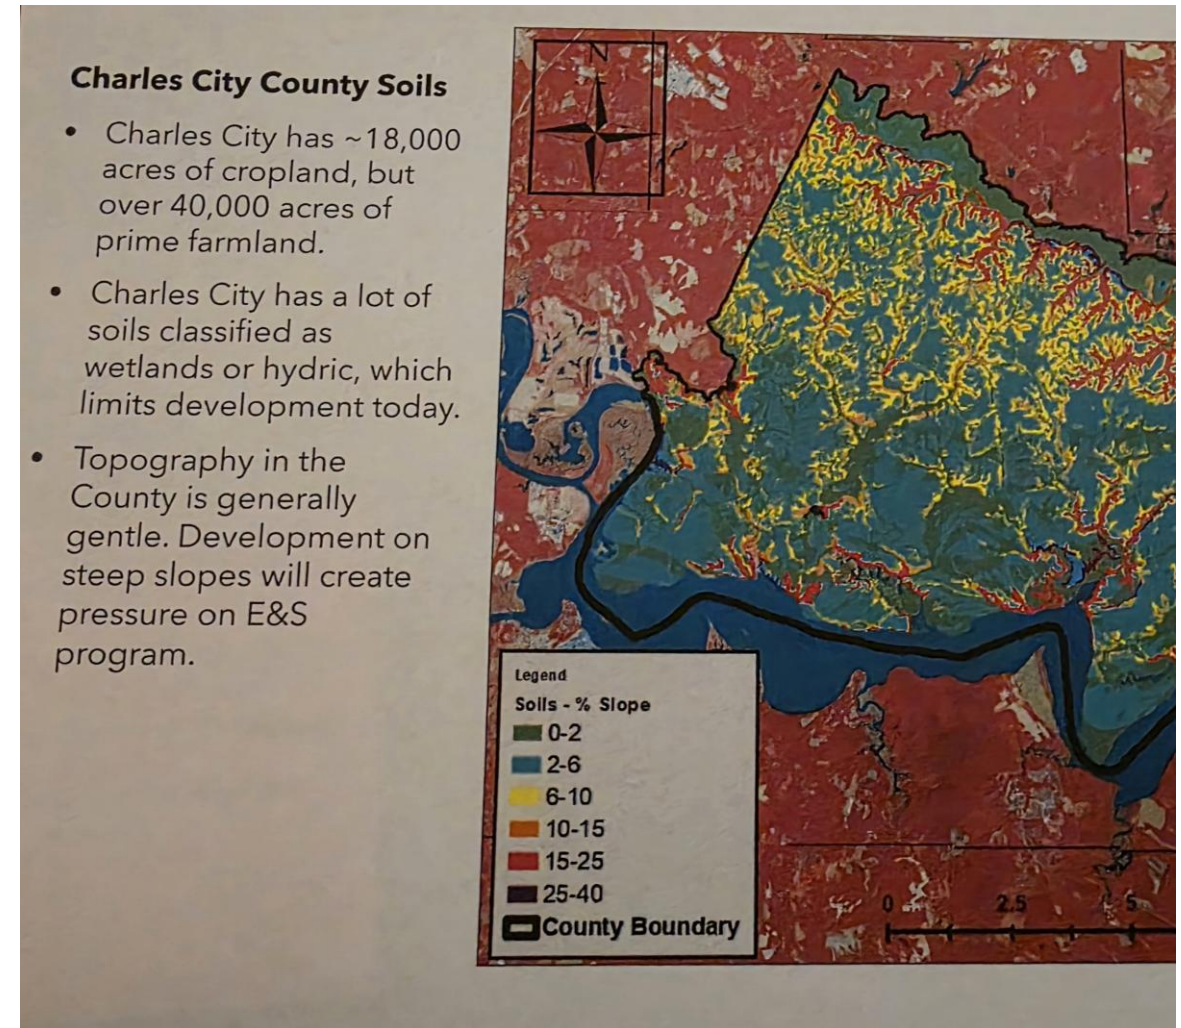 Charles City County Soils
• Charles City has ~18,000
acres of cropland, but
over 40,000 acres of
prime farmland.
• Charles City has a lot of
soils classified as
wetlands or hydric, which
limits development today.
• Topography in the
County is generally
gentle. Development on
steep slopes will create
pressure on E&S
program.
N
Legend
Soils - % Slope
0-2
2-6
6-10
10-15
15-25
25-40
County Boundary
0 2.5 5